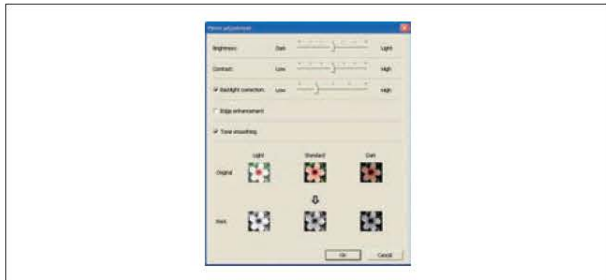 Brightness: Dark Light
Contrast: Low High
Backlight correction: Low High
Edge enhancement
Tone smoothing
Light Standard Dark
Original
OK Cancel